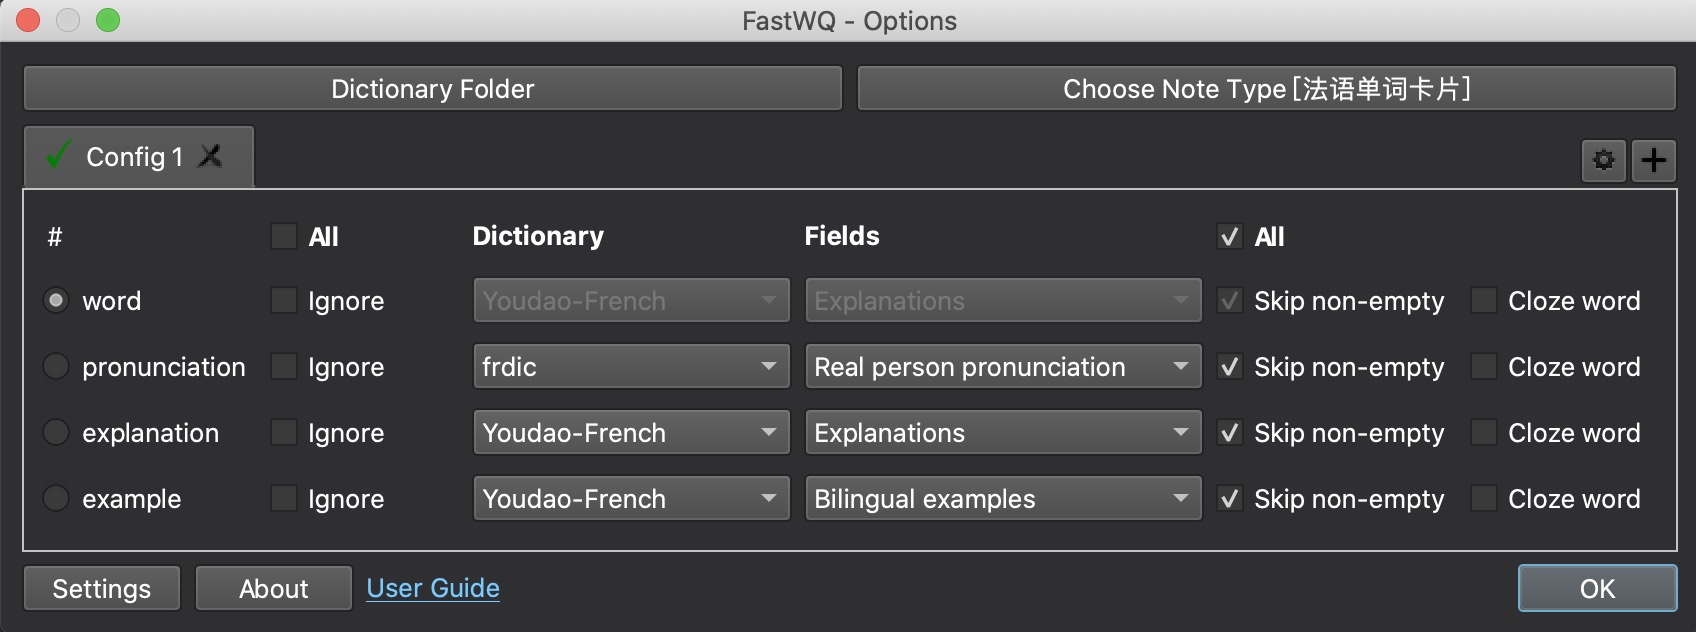 FastWQ - Options
Dictionary Folder
Choose Note Type [法语单词卡片]
Config 1
# All Dictionary Fields All
word Ignore Youdao-French Explanations Skip non-empty Cloze word
pronunciation Ignore frdic Real person pronunciation Skip non-empty Cloze word
explanation Ignore Youdao-French Explanations Skip non-empty Cloze word
example Ignore Youdao-French Bilingual examples Skip non-empty Cloze word
Settings About User Guide OK